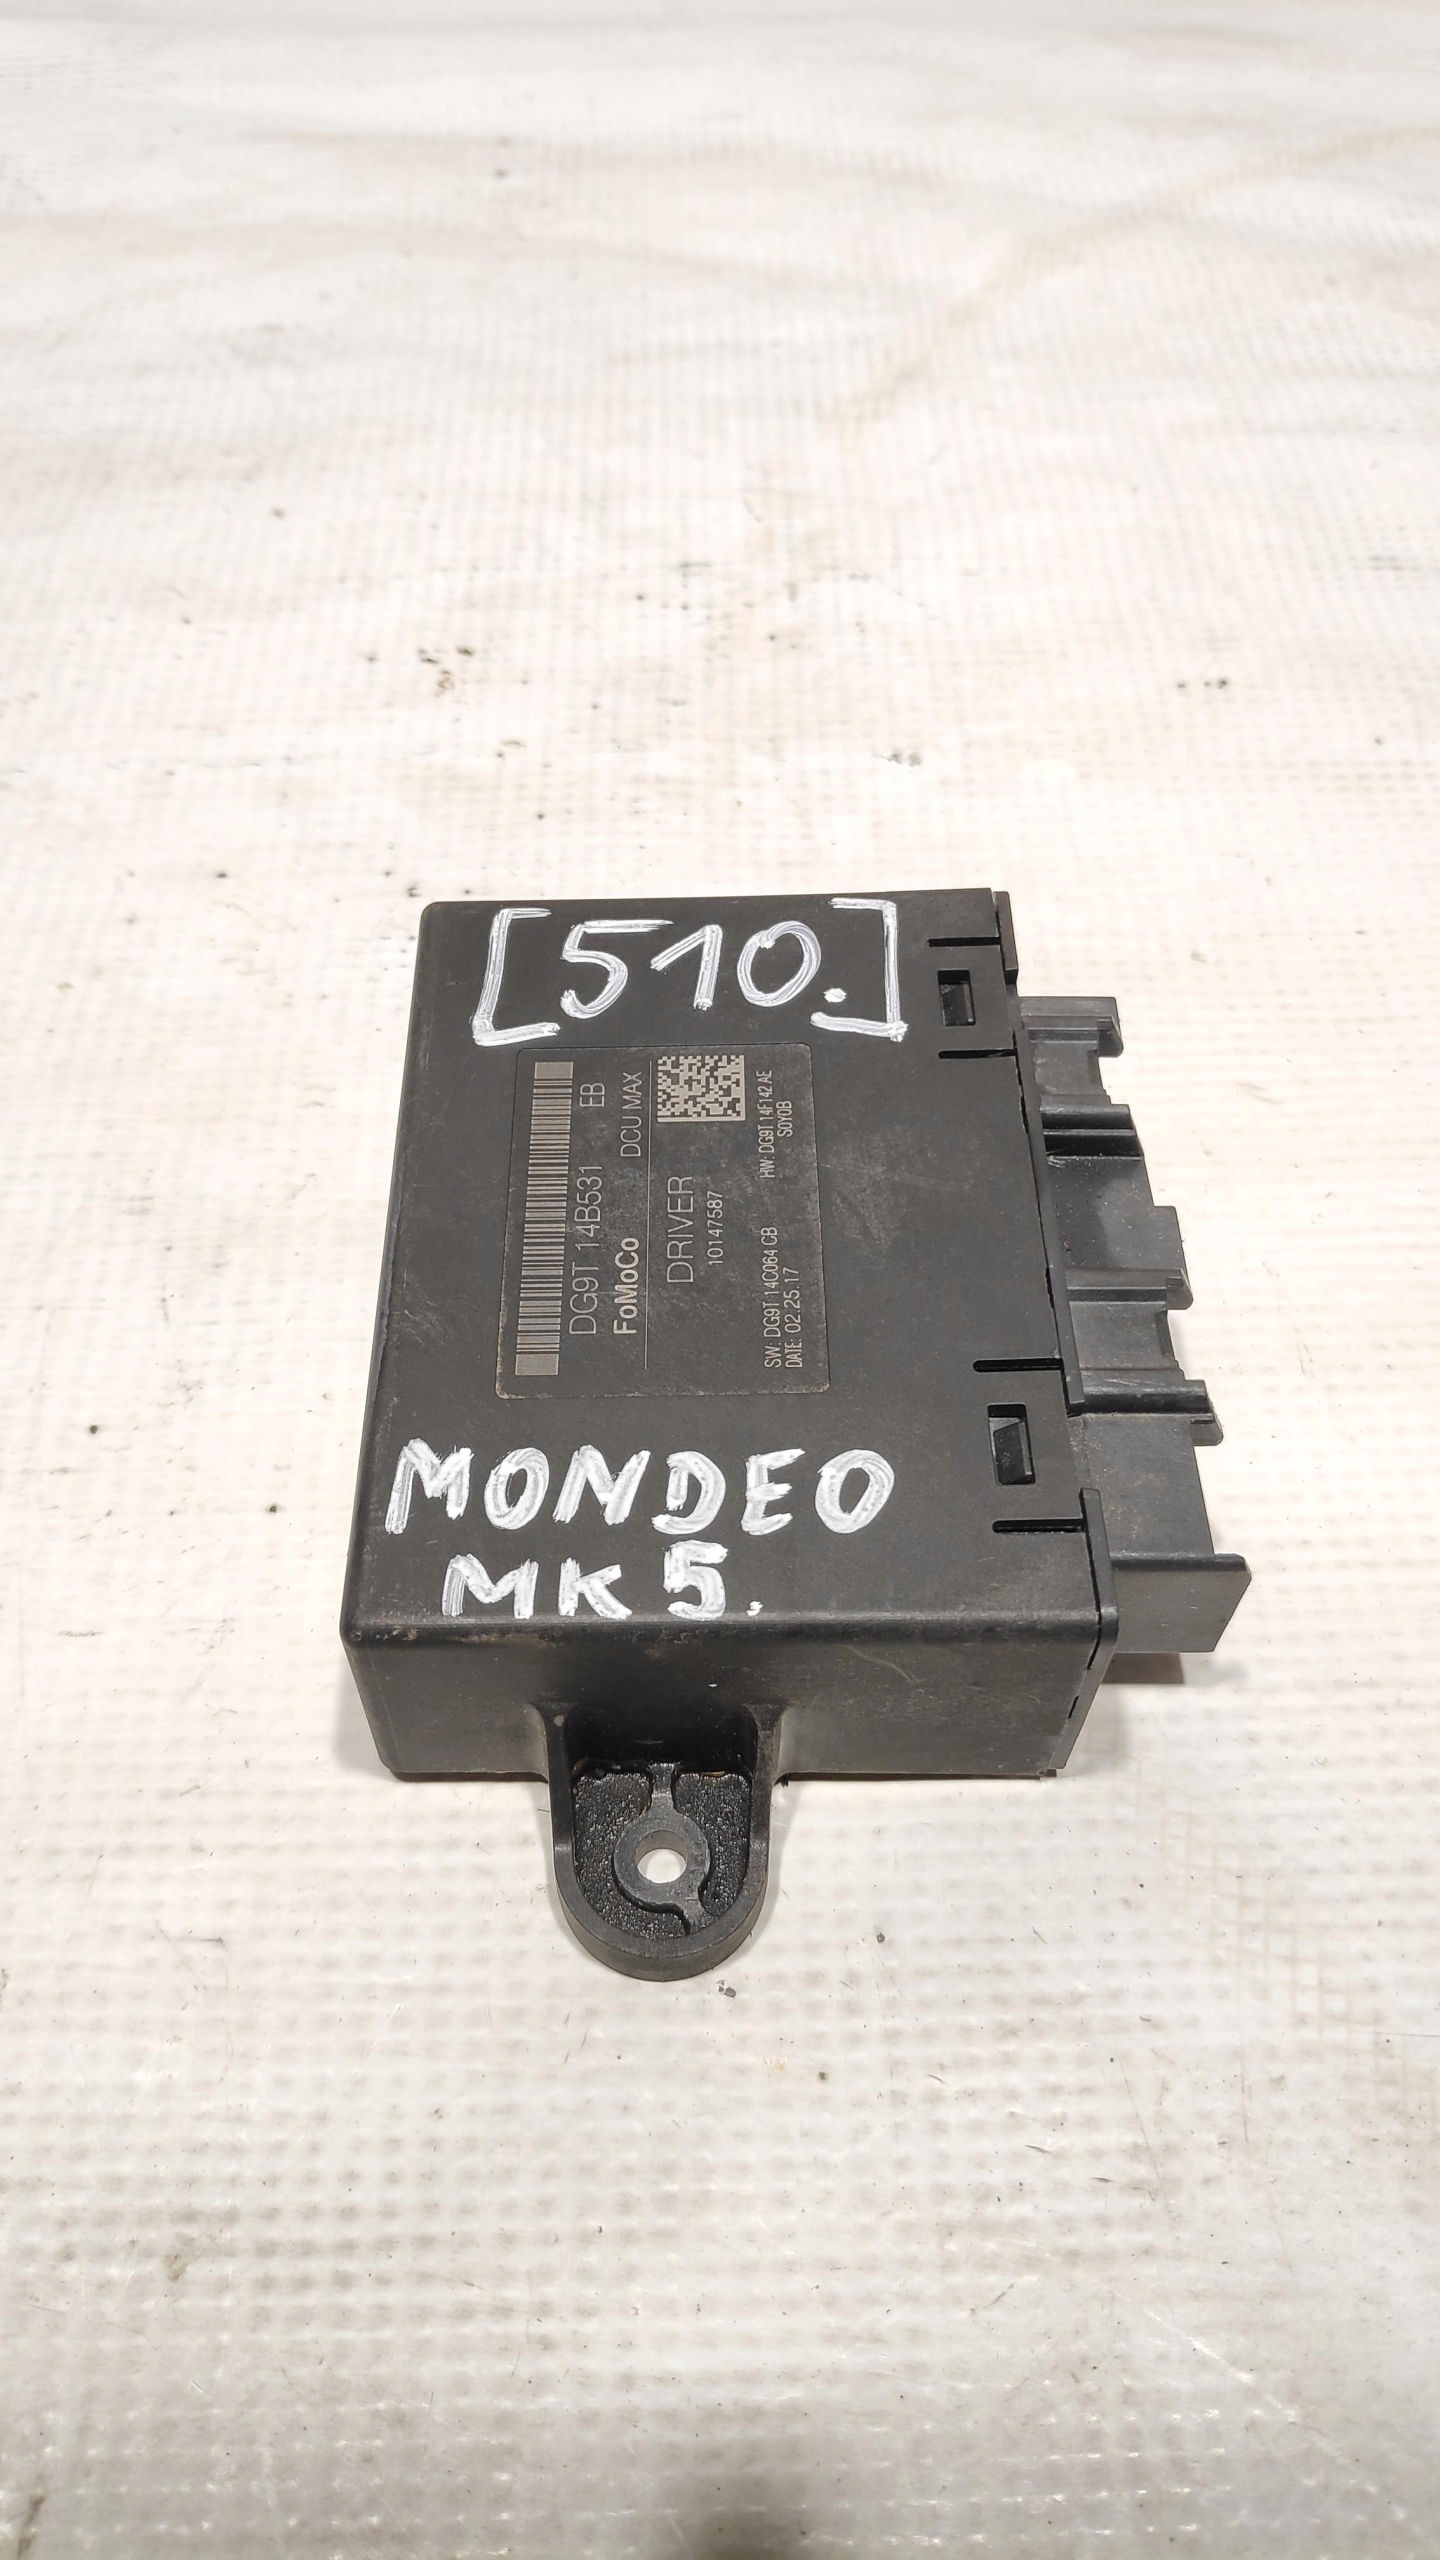 [510.]
DG9T 14B531 EB
FoMoCo DCU MAX
DRIVER
10147587
SW: DG9T 14C064 CB HW: DG9T 14F142 AE
DATE: 02.25.17 S0Y0B
MONDEO
MK5.